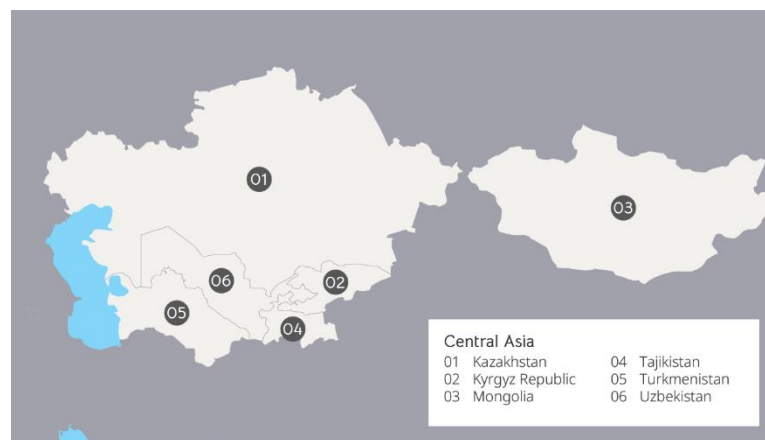 01
03
06
02
05
04
Central Asia
01 Kazakhstan 04 Tajikistan
02 Kyrgyz Republic 05 Turkmenistan
03 Mongolia 06 Uzbekistan